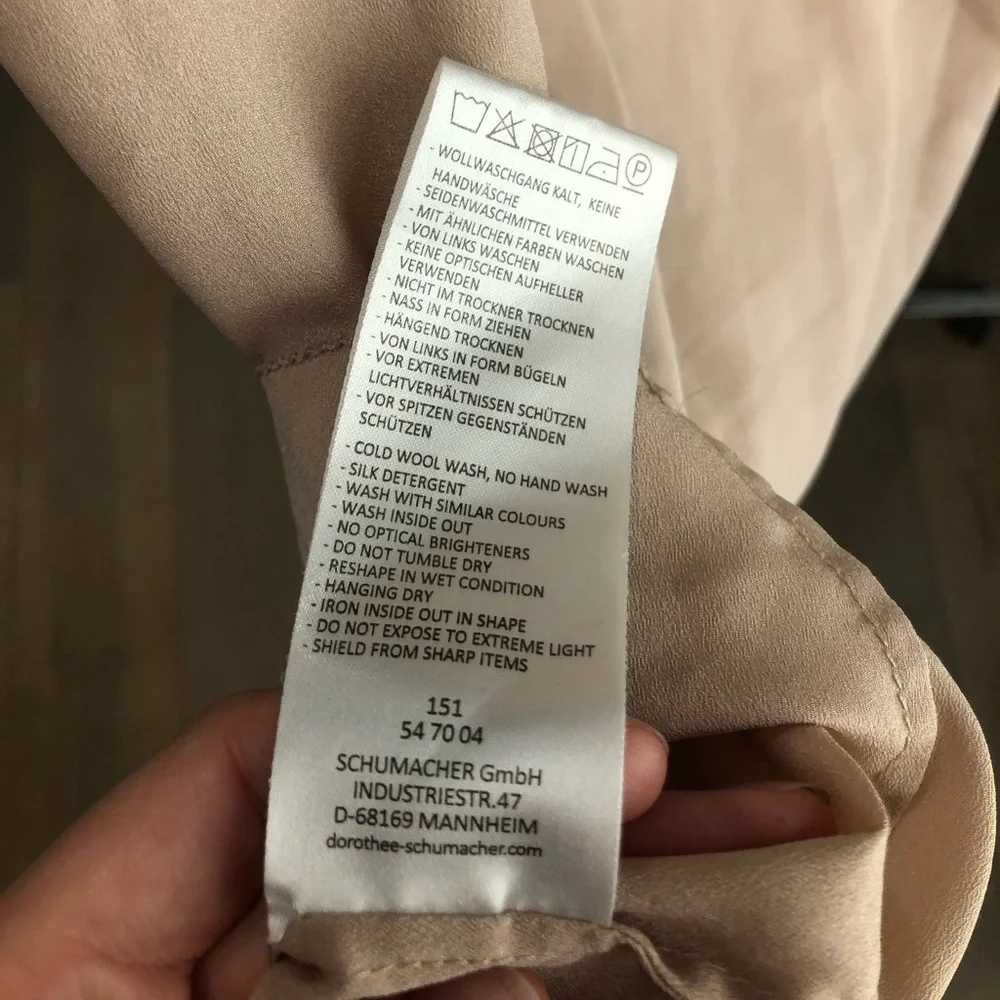 P
- WOLLWASCHGANG KALT, KEINE
HANDWÄSCHE
- SEIDENWASCHMITTEL VERWENDEN
- MIT ÄHNLICHEN FARBEN WASCHEN
- VON LINKS WASCHEN
- KEINE OPTISCHEN AUFHELLER
VERWENDEN
- NICHT IM TROCKNER TROCKNEN
- NASS IN FORM ZIEHEN
- HÄNGEND TROCKNEN
- VON LINKS IN FORM BÜGELN
- VOR EXTREMEN
LICHTVERHÄLTNISSEN SCHÜTZEN
- VOR SPITZEN GEGENSTÄNDEN
SCHÜTZEN
- COLD WOOL WASH, NO HAND WASH
- SILK DETERGENT
- WASH WITH SIMILAR COLOURS
- WASH INSIDE OUT
- NO OPTICAL BRIGHTENERS
- DO NOT TUMBLE DRY
- RESHAPE IN WET CONDITION
- HANGING DRY
- IRON INSIDE OUT IN SHAPE
- DO NOT EXPOSE TO EXTREME LIGHT
- SHIELD FROM SHARP ITEMS
151
54 70 04
SCHUMACHER GmbH
INDUSTRIESTR.47
D-68169 MANNHEIM
dorothee-schumacher.com